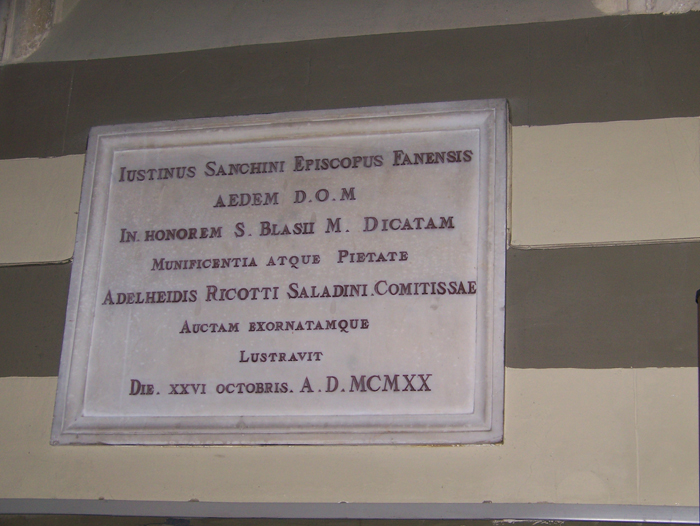 IUSTINUS SANCHINI EPISCOPUS FANENSIS
AEDEM D.O.M
IN.HONOREM S. BLASII M. DICATAM
MUNIFICENTIA ATQUE PIETATE
ADELHEIDIS RICOTTI SALADINI.COMITISSAE
AUCTAM EXORNATAMQUE
LUSTRAVIT
DIE. XXVI OCTOBRIS. A.D.MCMXX